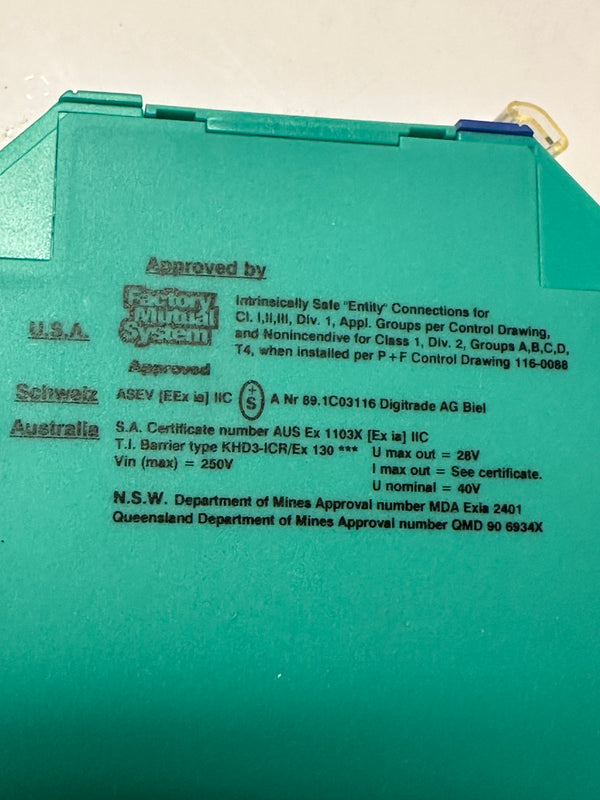 Approved by
U.S.A.
Factory
Mutual
System
Approved
Intrinsically Safe "Entity" Connections for
Cl. I,II,III, Div. 1, Appl. Groups per Control Drawing,
and Nonincendive for Class 1, Div. 2, Groups A,B,C,D,
T4, when installed per P+F Control Drawing 116-0088
Schweiz ASEV [EEx ia] IIC +S A Nr 89.1C03116 Digitrade AG Biel
Australia S.A. Certificate number AUS Ex 1103X [Ex ia] IIC
T.I. Barrier type KHD3-ICR/Ex 130 *** U max out = 28V
Vin (max) = 250V I max out = See certificate.
U nominal = 40V
N.S.W. Department of Mines Approval number MDA Exia 2401
Queensland Department of Mines Approval number QMD 90 6934X